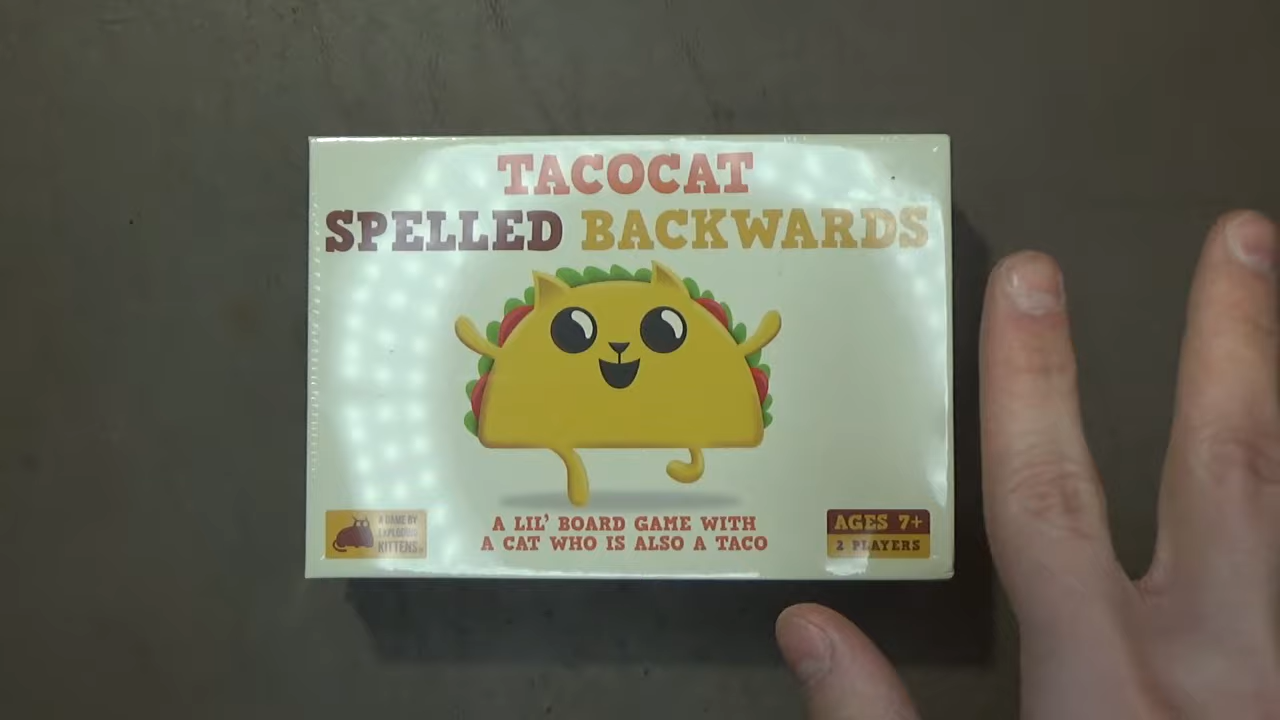 TACOCAT
SPELLED BACKWARDS
A GAME BY
EXPLODING
KITTENS
A LIL' BOARD GAME WITH
A CAT WHO IS ALSO A TACO
AGES 7+
2 PLAYERS